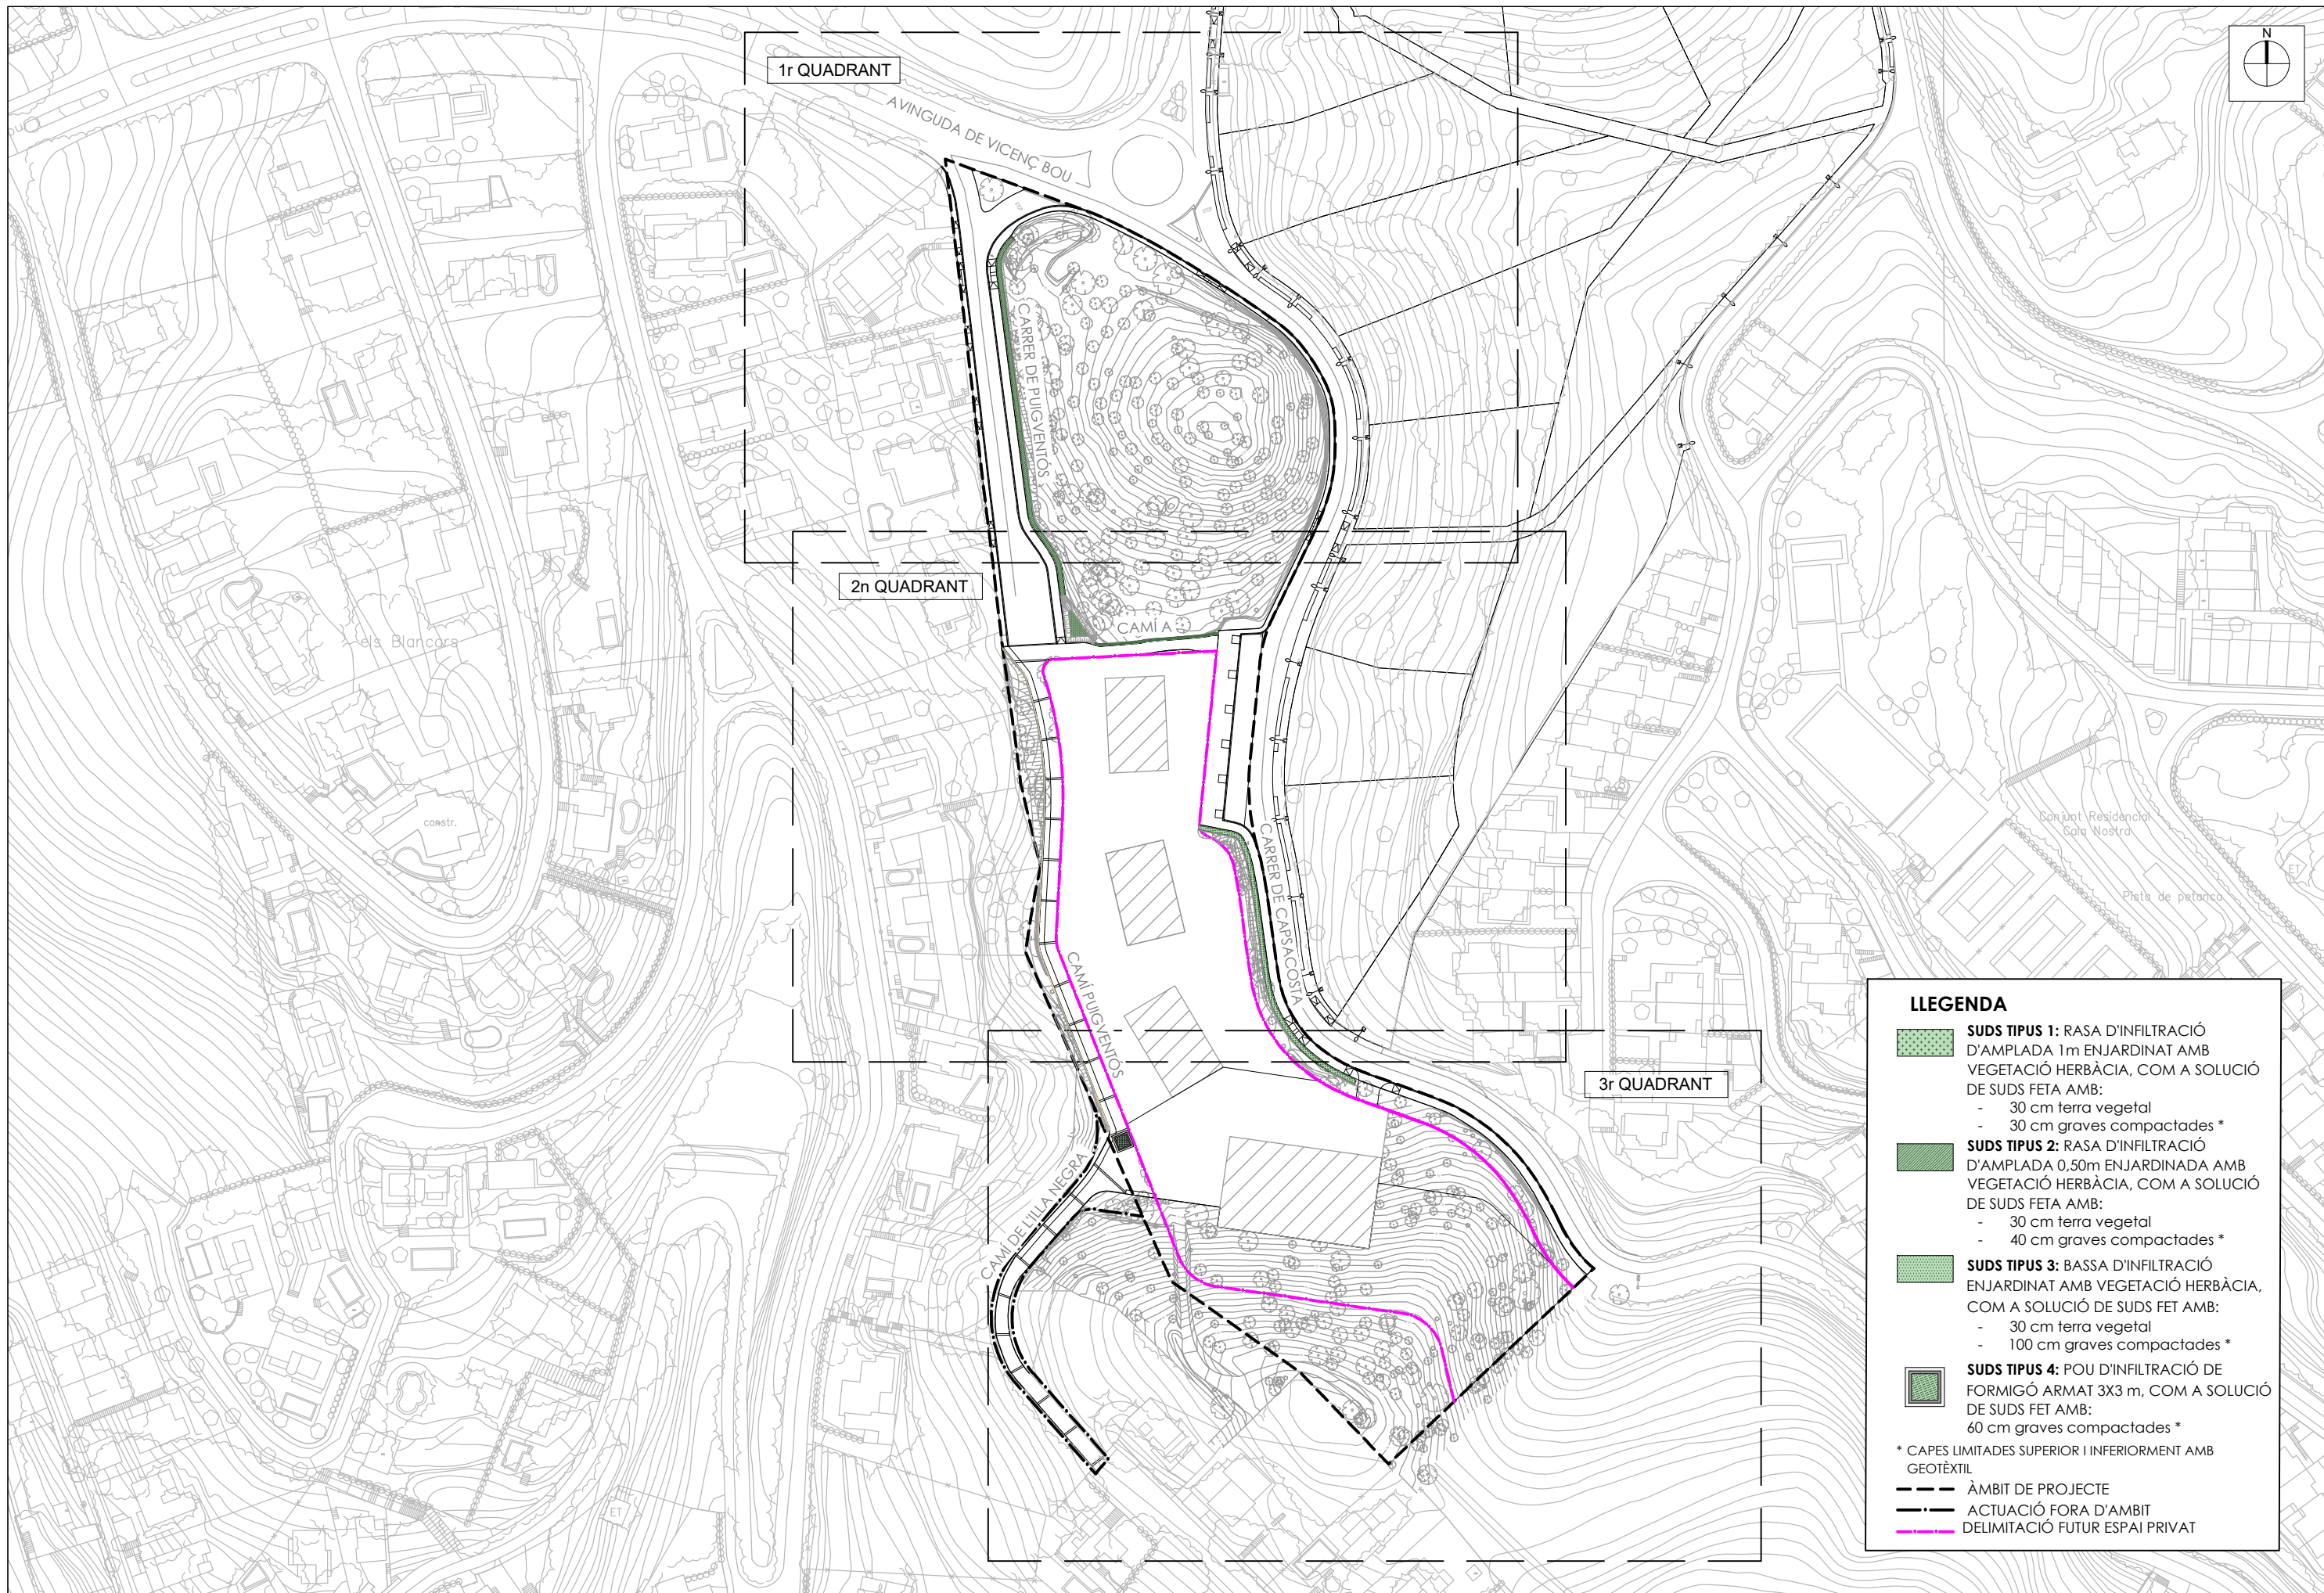 N
1r QUADRANT
AVINGUDA DE VICENÇ BOU
CARRER DE PUIGVENTÓS
2n QUADRANT
CAMÍ A
els Blancars
constr.
Conjunt Residencial
Cala Nostra
ET
Pista de petanca
CARRER DE CAPSACOSTA
CAMÍ PUIGVENTOS
3r QUADRANT
CAMÍ DE L'ILLA NEGRA
ET
LLEGENDA
SUDS TIPUS 1: RASA D'INFILTRACIÓ
D'AMPLADA 1m ENJARDINAT AMB
VEGETACIÓ HERBÀCIA, COM A SOLUCIÓ
DE SUDS FETA AMB:
- 30 cm terra vegetal
- 30 cm graves compactades *
SUDS TIPUS 2: RASA D'INFILTRACIÓ
D'AMPLADA 0,50m ENJARDINADA AMB
VEGETACIÓ HERBÀCIA, COM A SOLUCIÓ
DE SUDS FETA AMB:
- 30 cm terra vegetal
- 40 cm graves compactades *
SUDS TIPUS 3: BASSA D'INFILTRACIÓ
ENJARDINAT AMB VEGETACIÓ HERBÀCIA,
COM A SOLUCIÓ DE SUDS FET AMB:
- 30 cm terra vegetal
- 100 cm graves compactades *
SUDS TIPUS 4: POU D'INFILTRACIÓ DE
FORMIGÓ ARMAT 3X3 m, COM A SOLUCIÓ
DE SUDS FET AMB:
60 cm graves compactades *
* CAPES LIMITADES SUPERIOR I INFERIORMENT AMB
GEOTÈXTIL
ÀMBIT DE PROJECTE
ACTUACIÓ FORA D'AMBIT
DELIMITACIÓ FUTUR ESPAI PRIVAT